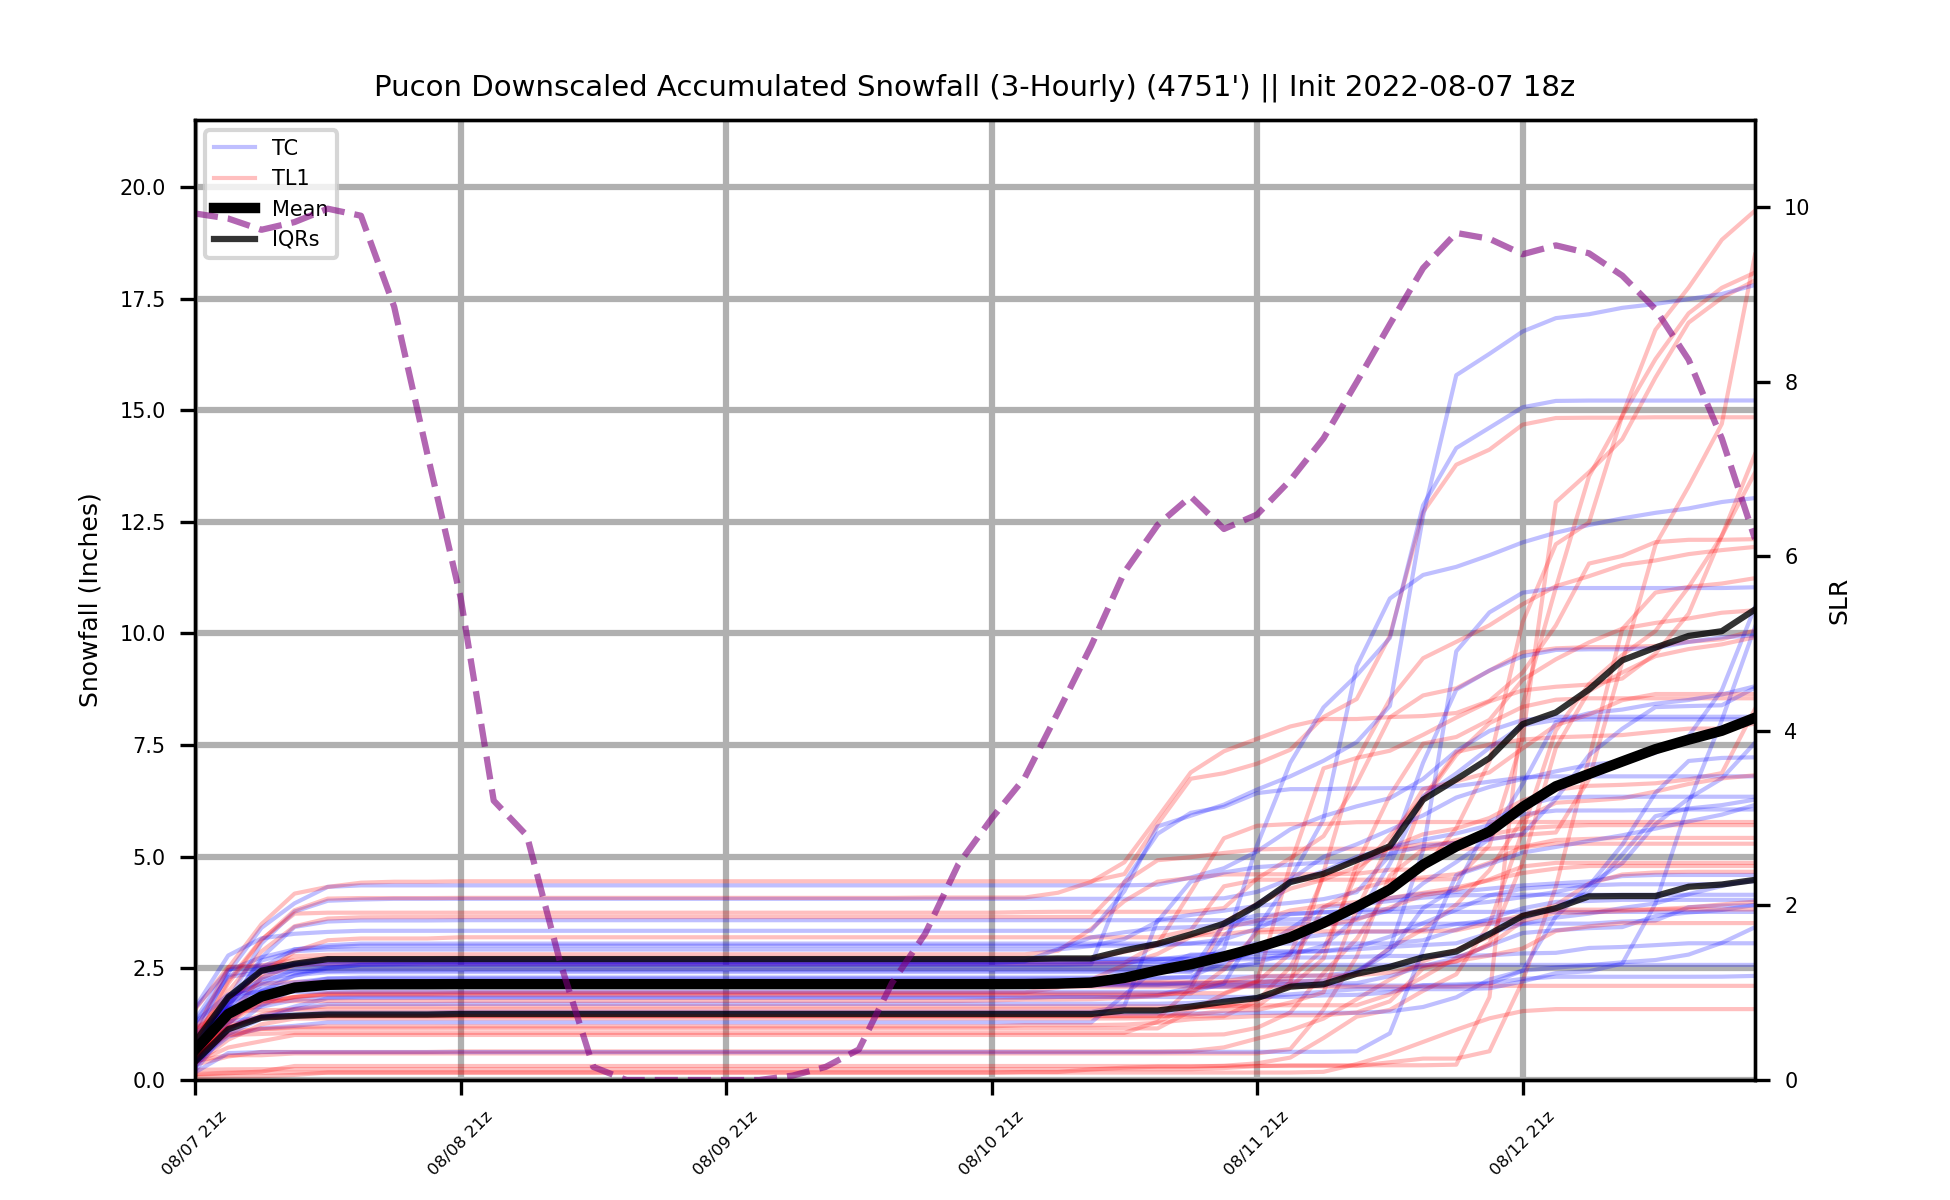 Pucon Downscaled Accumulated Snowfall (3-Hourly) (4751') || Init 2022-08-07 18z
TC
TL1
Mean
IQRs
Snowfall (Inches)
20.0
17.5
15.0
12.5
10.0
7.5
5.0
2.5
0.0
10
8
6
4
2
0
SLR
08/07 21z
08/08 21z
08/09 21z
08/10 21z
08/11 21z
08/12 21z